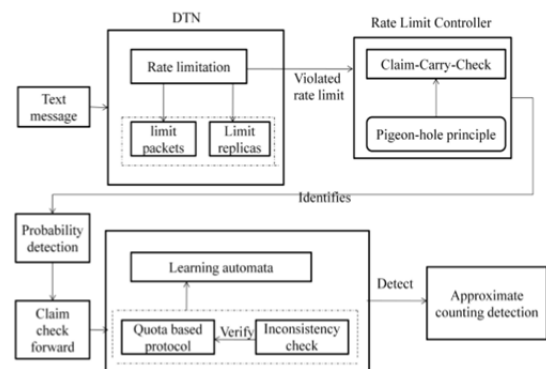 DTN
Rate Limit Controller
Rate limitation
Violated
rate limit
Claim-Carry-Check
Text
message
limit
packets
Limit
replicas
Pigeon-hole principle
Identifies
Probability
detection
Learning automata
Detect
Approximate
counting detection
Claim
check
forward
Quota based
protocol
Verify
Inconsistency
check